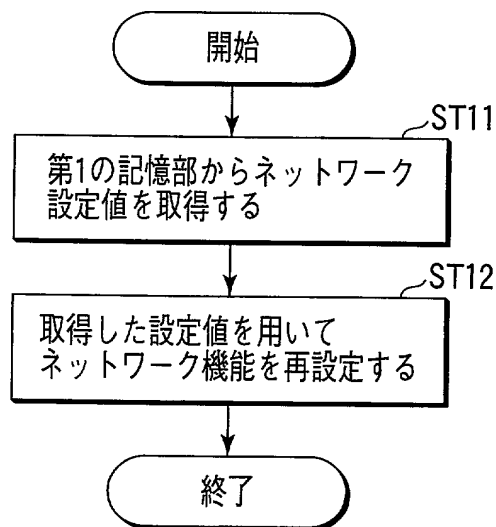 開始
ST11
第1の記憶部からネットワーク
設定値を取得する
ST12
取得した設定値を用いて
ネットワーク機能を再設定する
終了